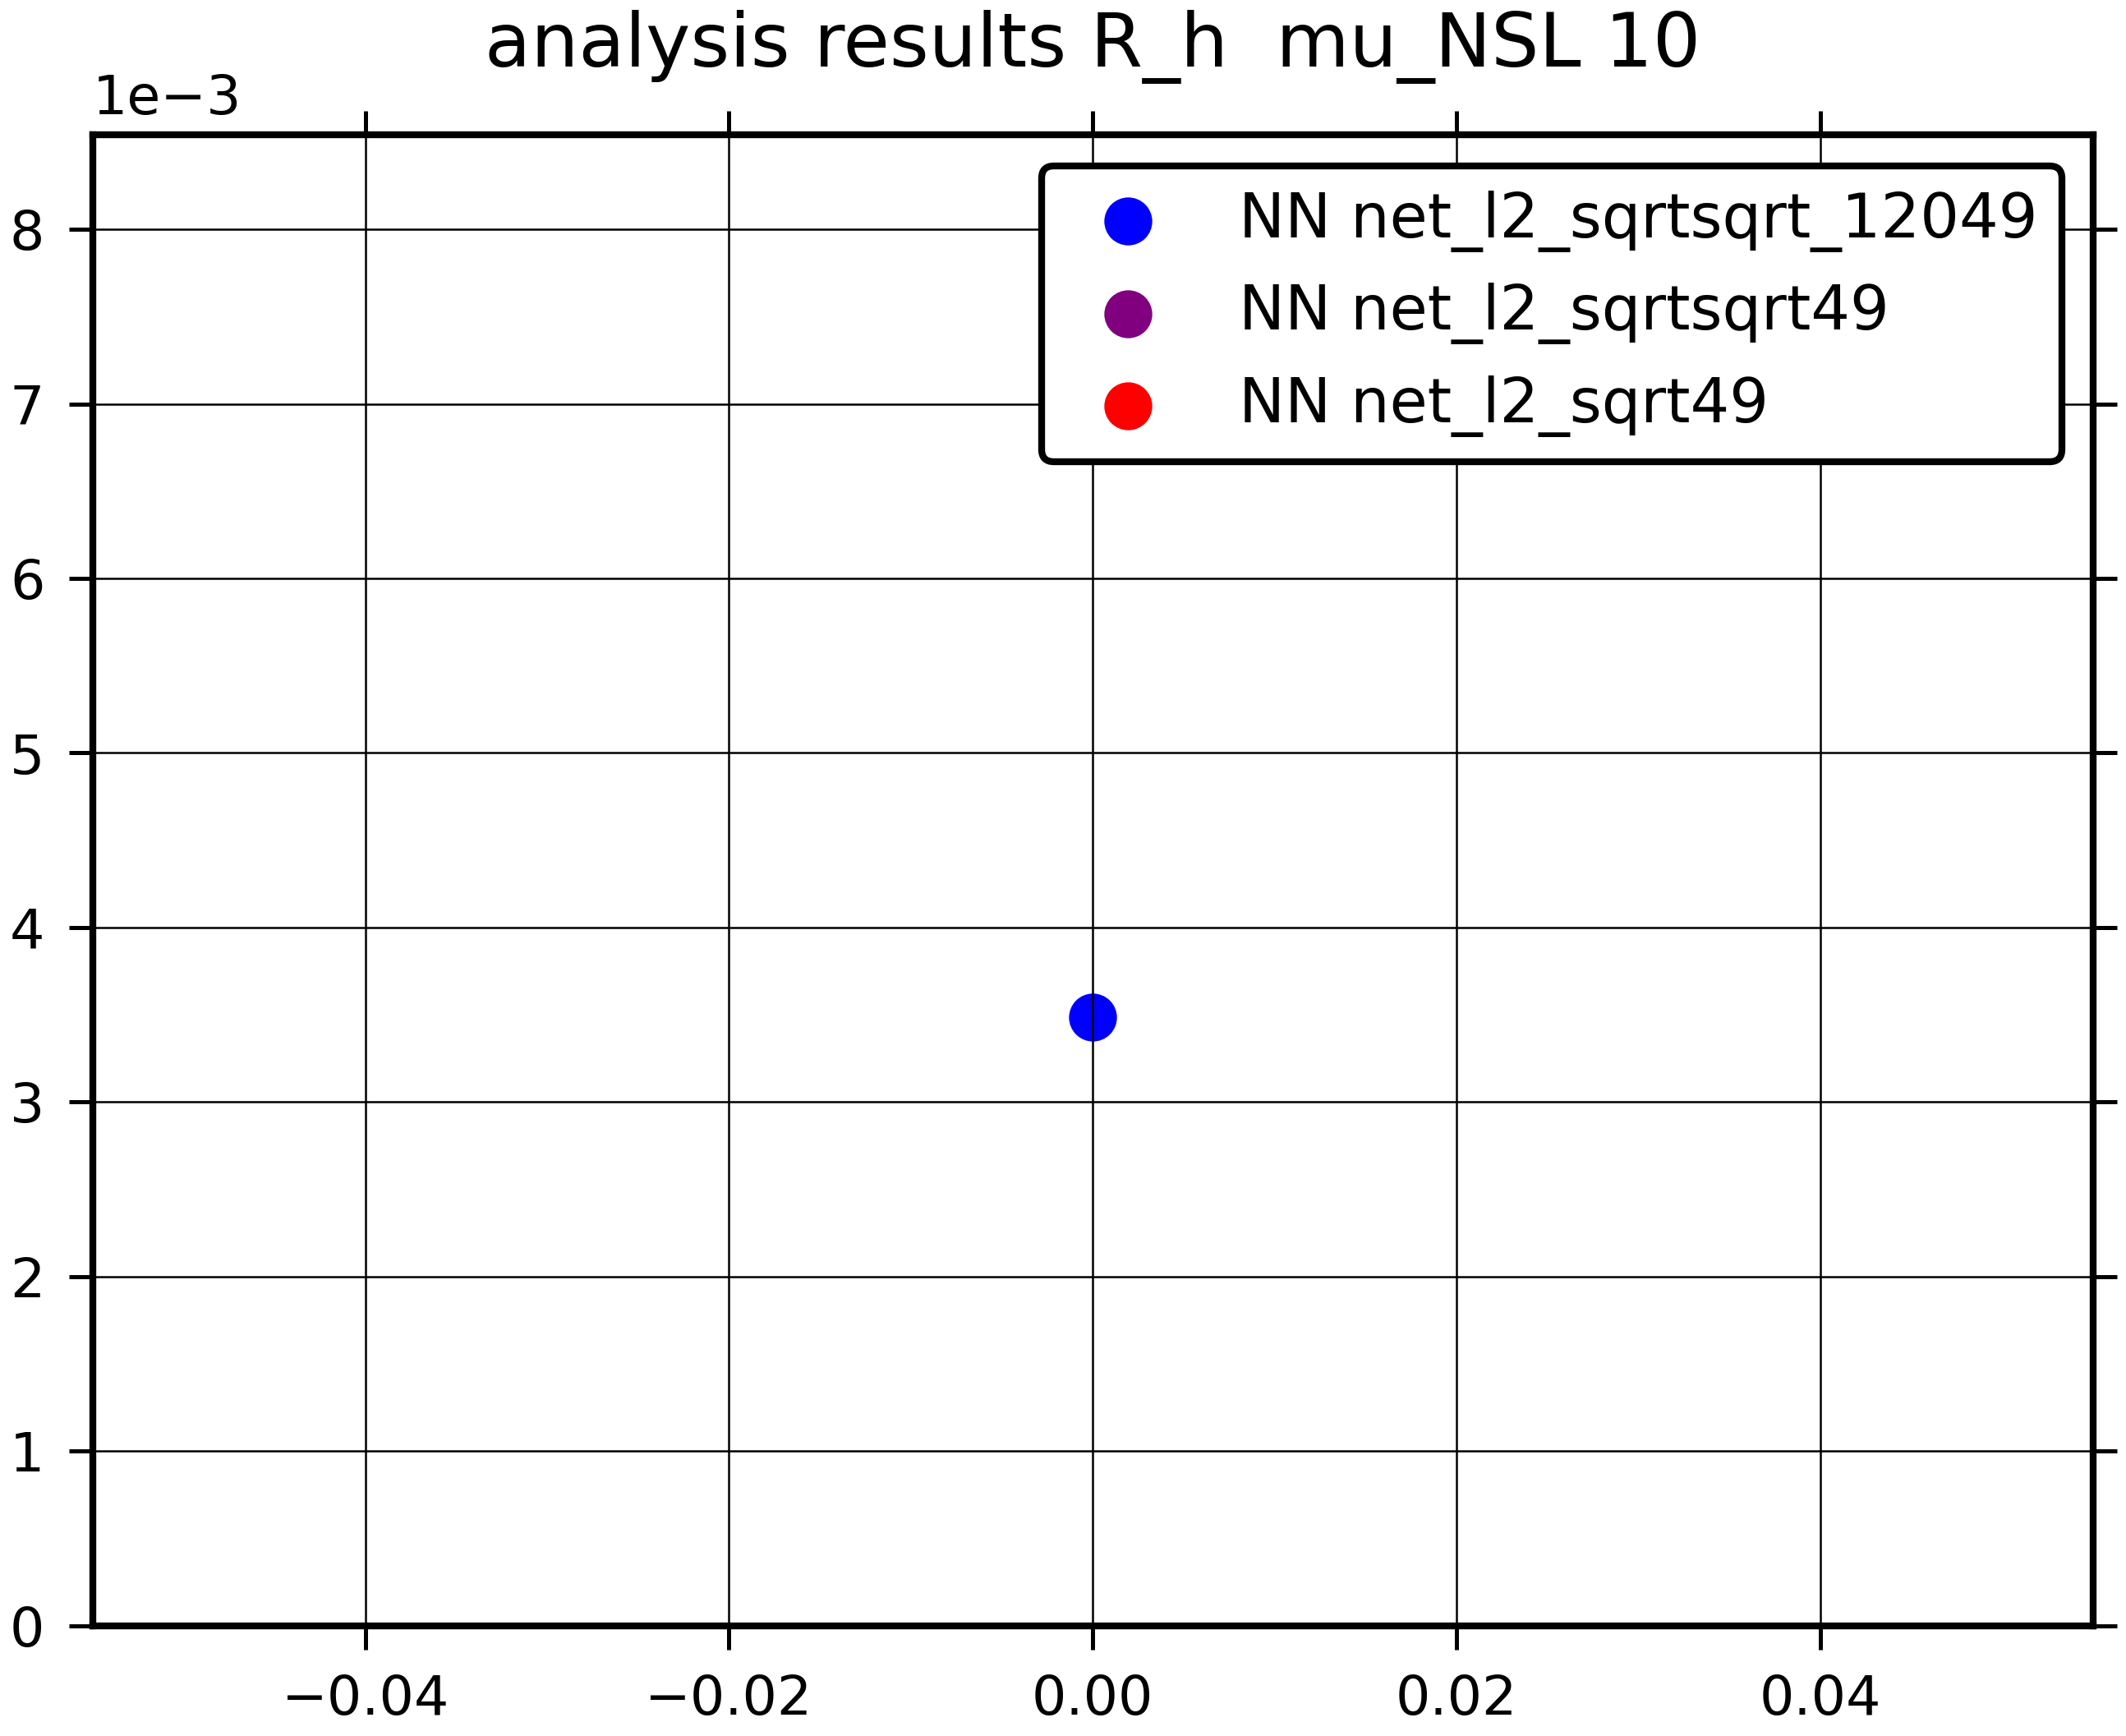 analysis results R_h  mu_NSL 10
1e−3
NN net_l2_sqrtsqrt_12049
NN net_l2_sqrtsqrt49
NN net_l2_sqrt49
8
7
6
5
4
3
2
1
0
−0.04 −0.02 0.00 0.02 0.04